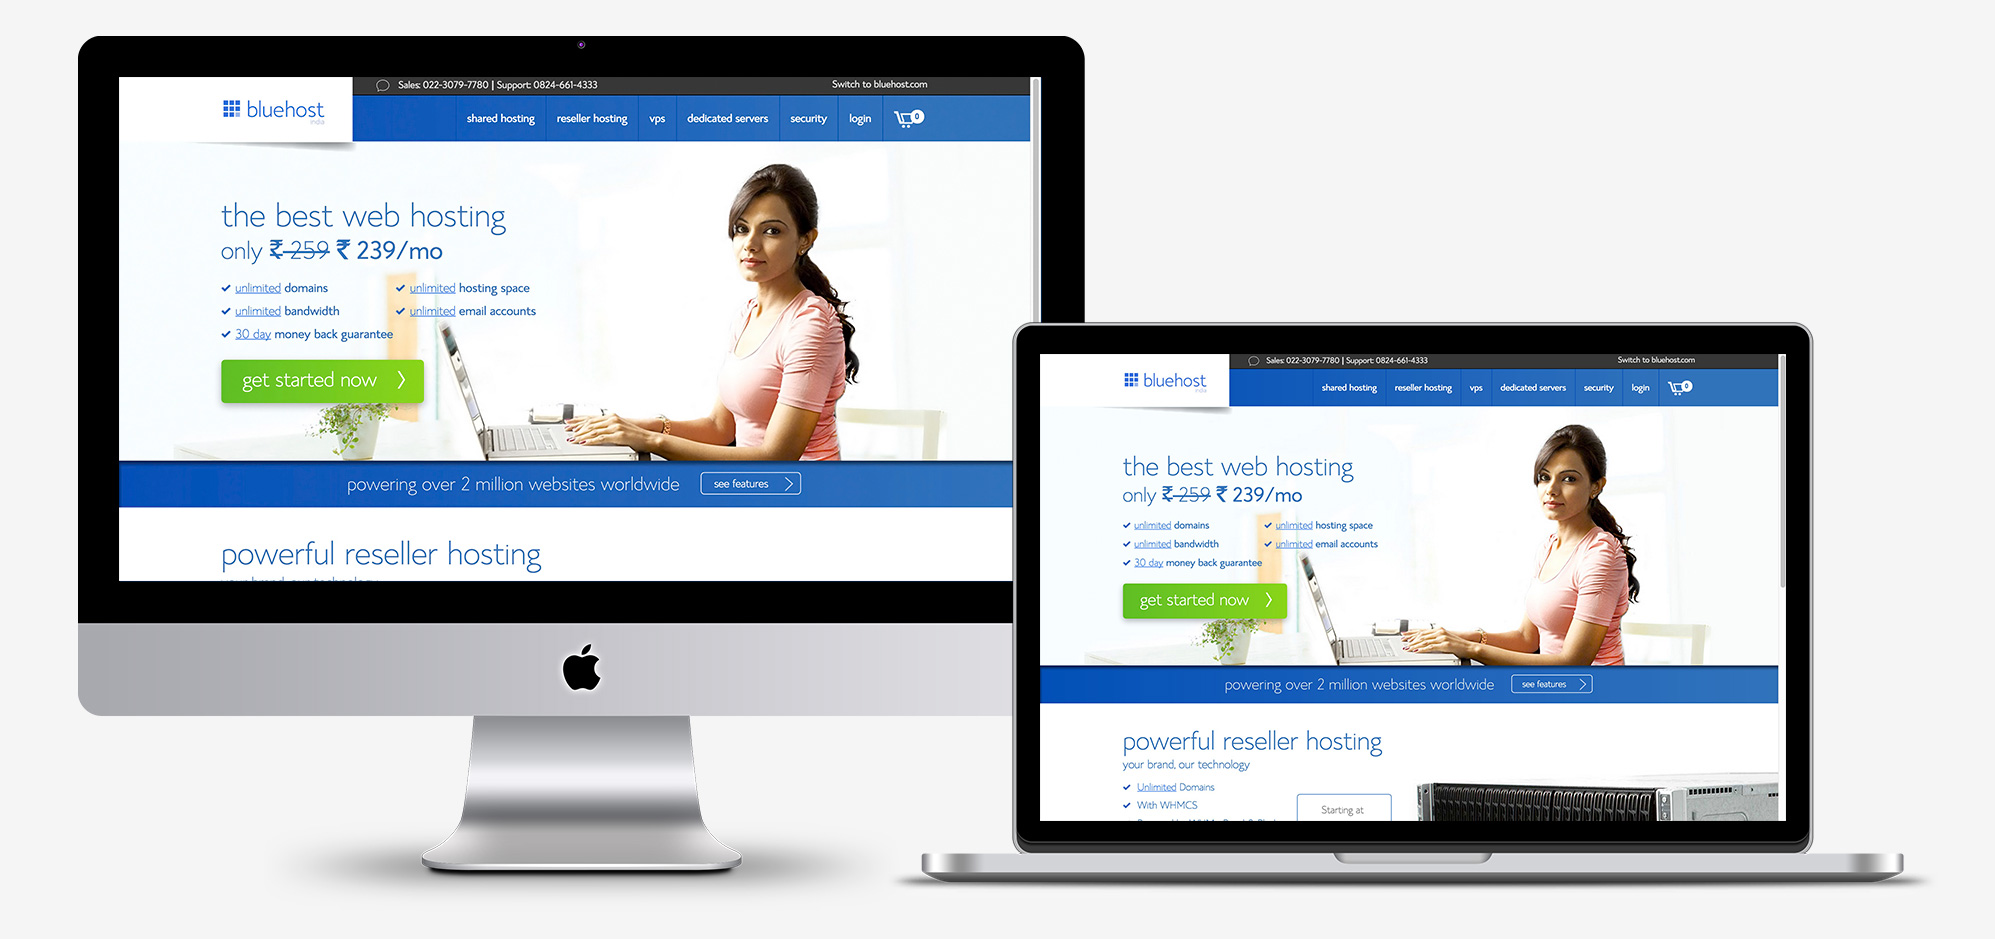 Sales: 022-3079-7780 | Support: 0824-661-4333
Switch to bluehost.com
bluehost
india
shared hosting
reseller hosting
vps
dedicated servers
security
login
0
the best web hosting
only ₹ 259 ₹ 239/mo
unlimited domains
unlimited hosting space
unlimited bandwidth
unlimited email accounts
30 day money back guarantee
get started now
powering over 2 million websites worldwide
see features
powerful reseller hosting
your brand, our technology
Sales: 022-3079-7780 | Support: 0824-661-4333
Switch to bluehost.com
bluehost
india
shared hosting
reseller hosting
vps
dedicated servers
security
login
0
the best web hosting
only ₹ 259 ₹ 239/mo
unlimited domains
unlimited hosting space
unlimited bandwidth
unlimited email accounts
30 day money back guarantee
get started now
powering over 2 million websites worldwide
see features
powerful reseller hosting
your brand, our technology
Unlimited Domains
With WHMCS
Starting at